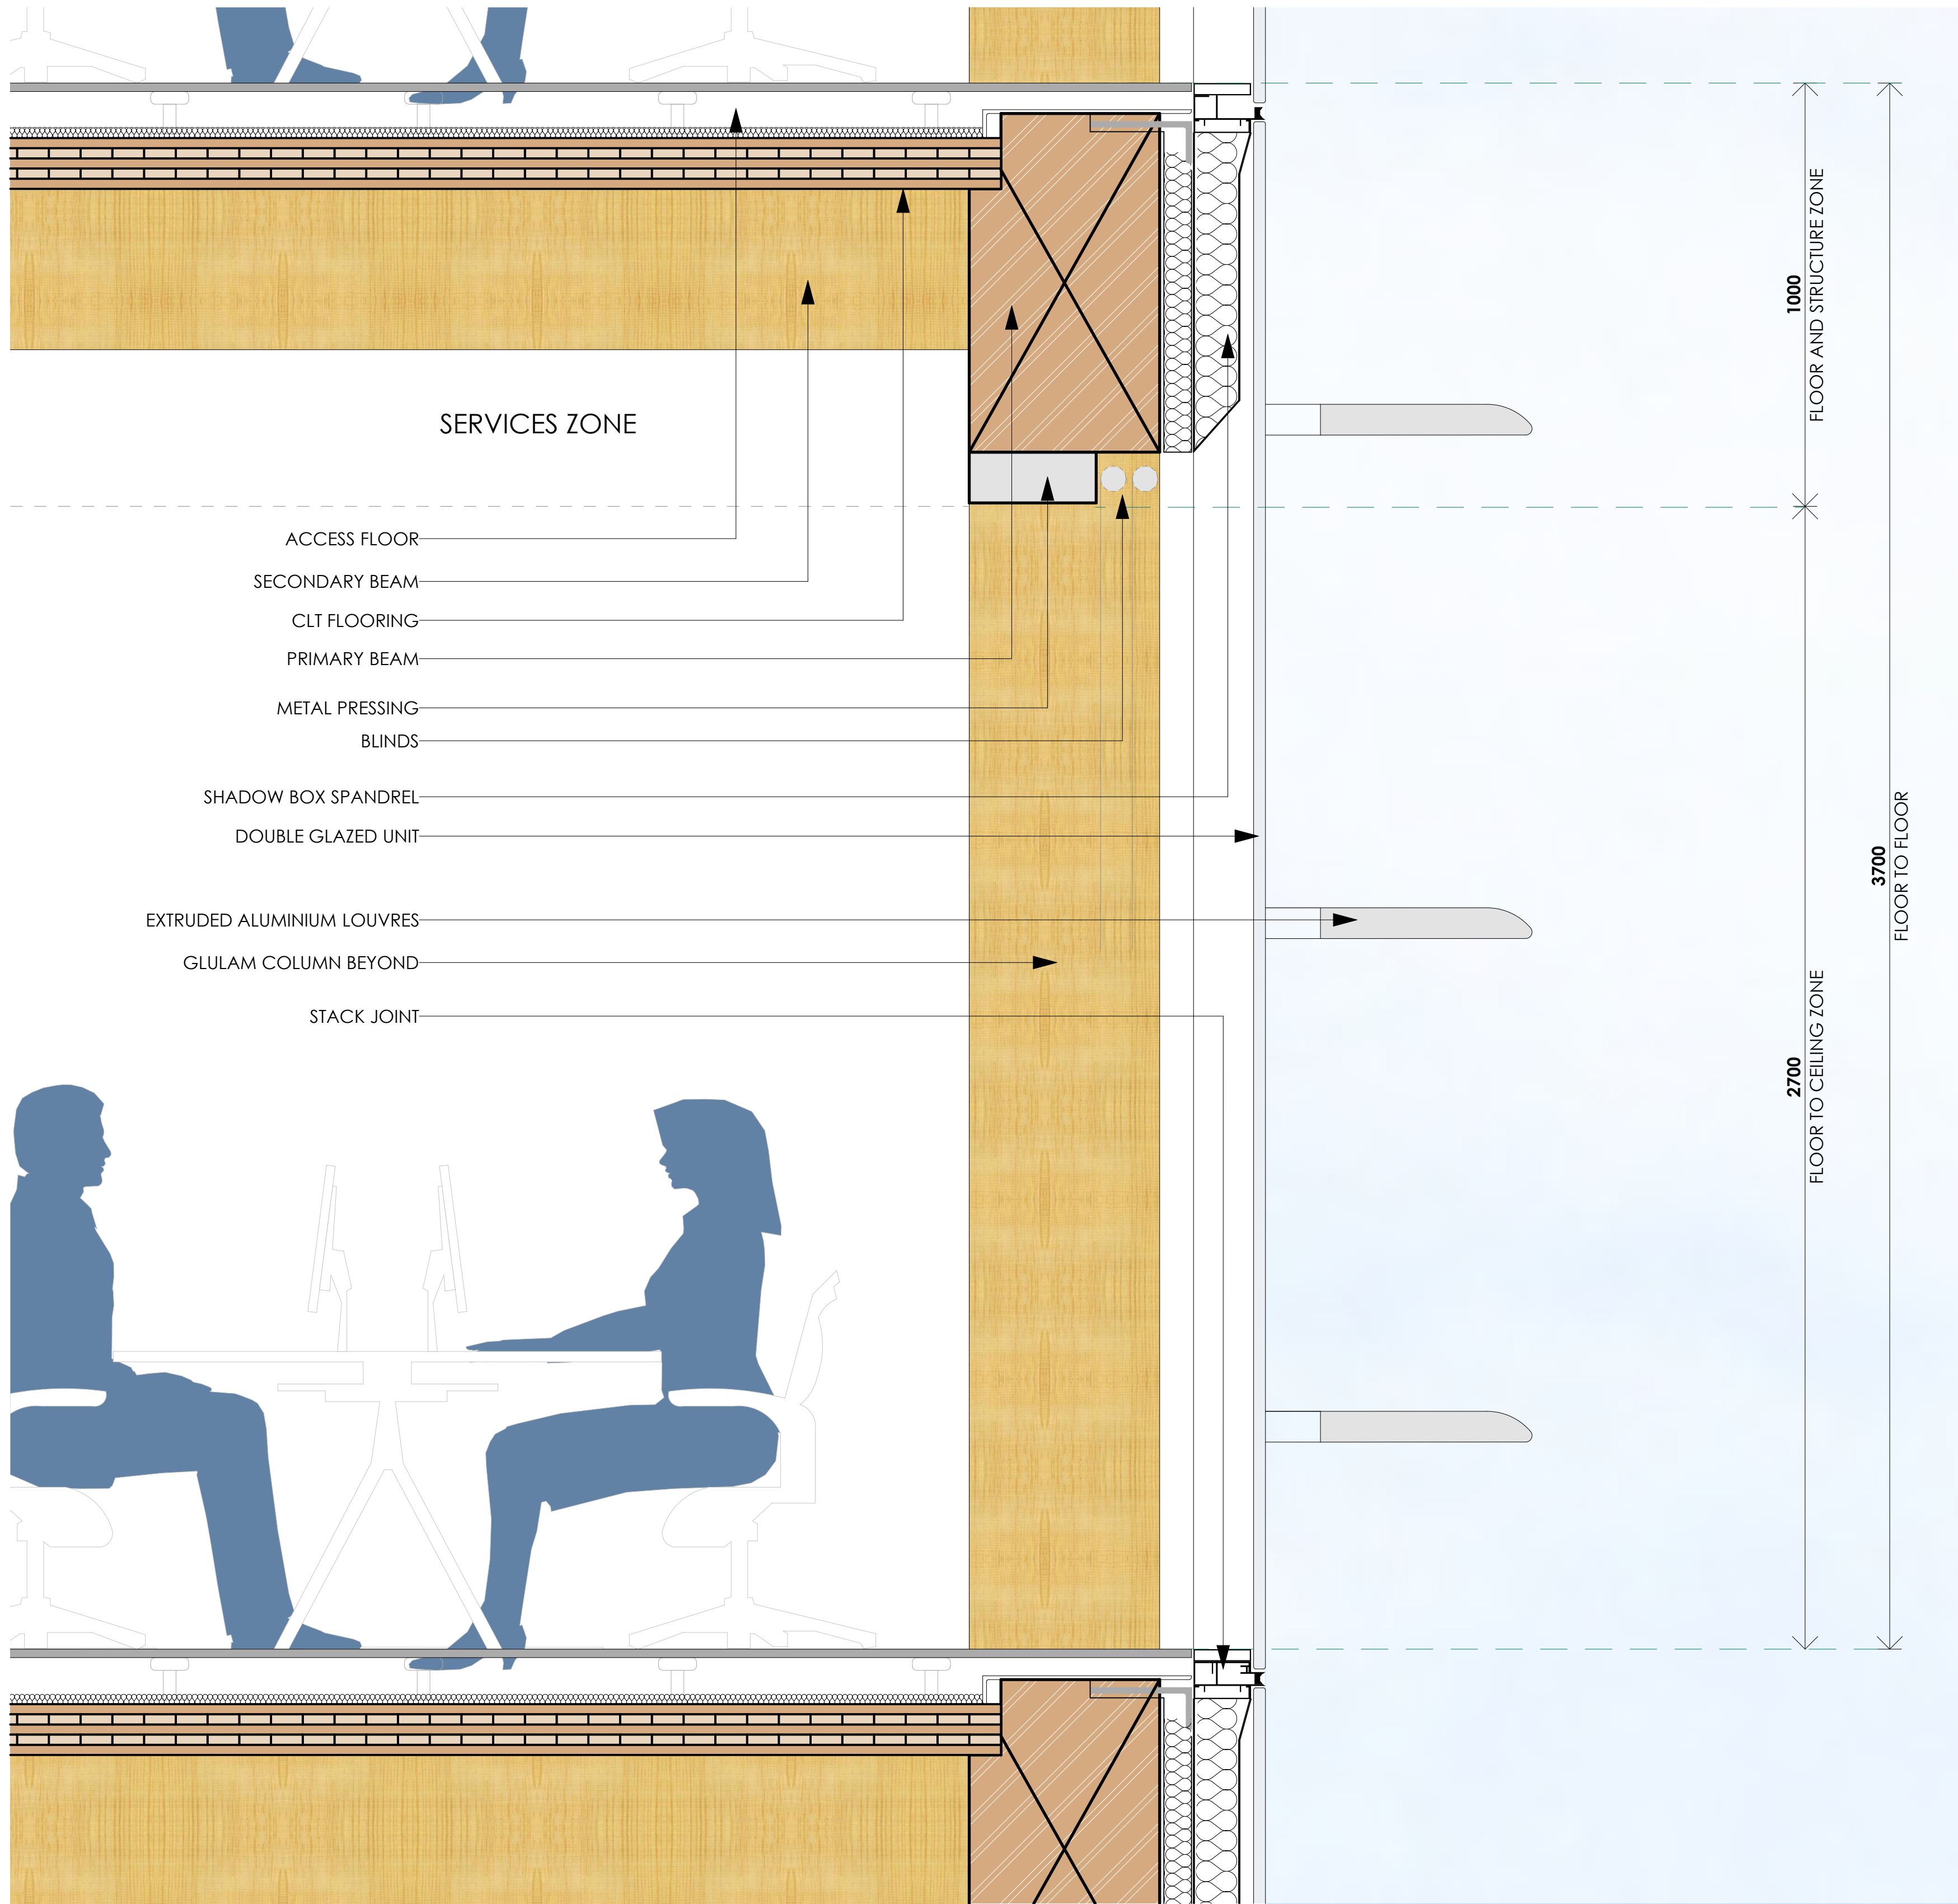 SERVICES ZONE
ACCESS FLOOR
SECONDARY BEAM
CLT FLOORING
PRIMARY BEAM
METAL PRESSING
BLINDS
SHADOW BOX SPANDREL
DOUBLE GLAZED UNIT
EXTRUDED ALUMINIUM LOUVRES
GLULAM COLUMN BEYOND
STACK JOINT
1000
FLOOR AND STRUCTURE ZONE
2700
FLOOR TO CEILING ZONE
3700
FLOOR TO FLOOR